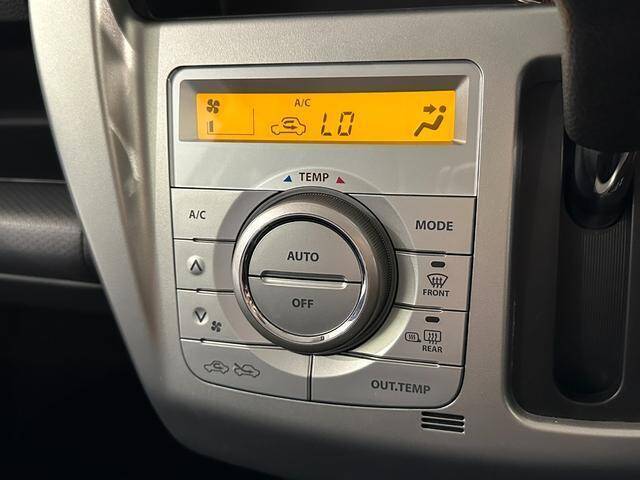 A/C
LO
TEMP
A/C
MODE
AUTO
OFF
FRONT
REAR
OUT.TEMP